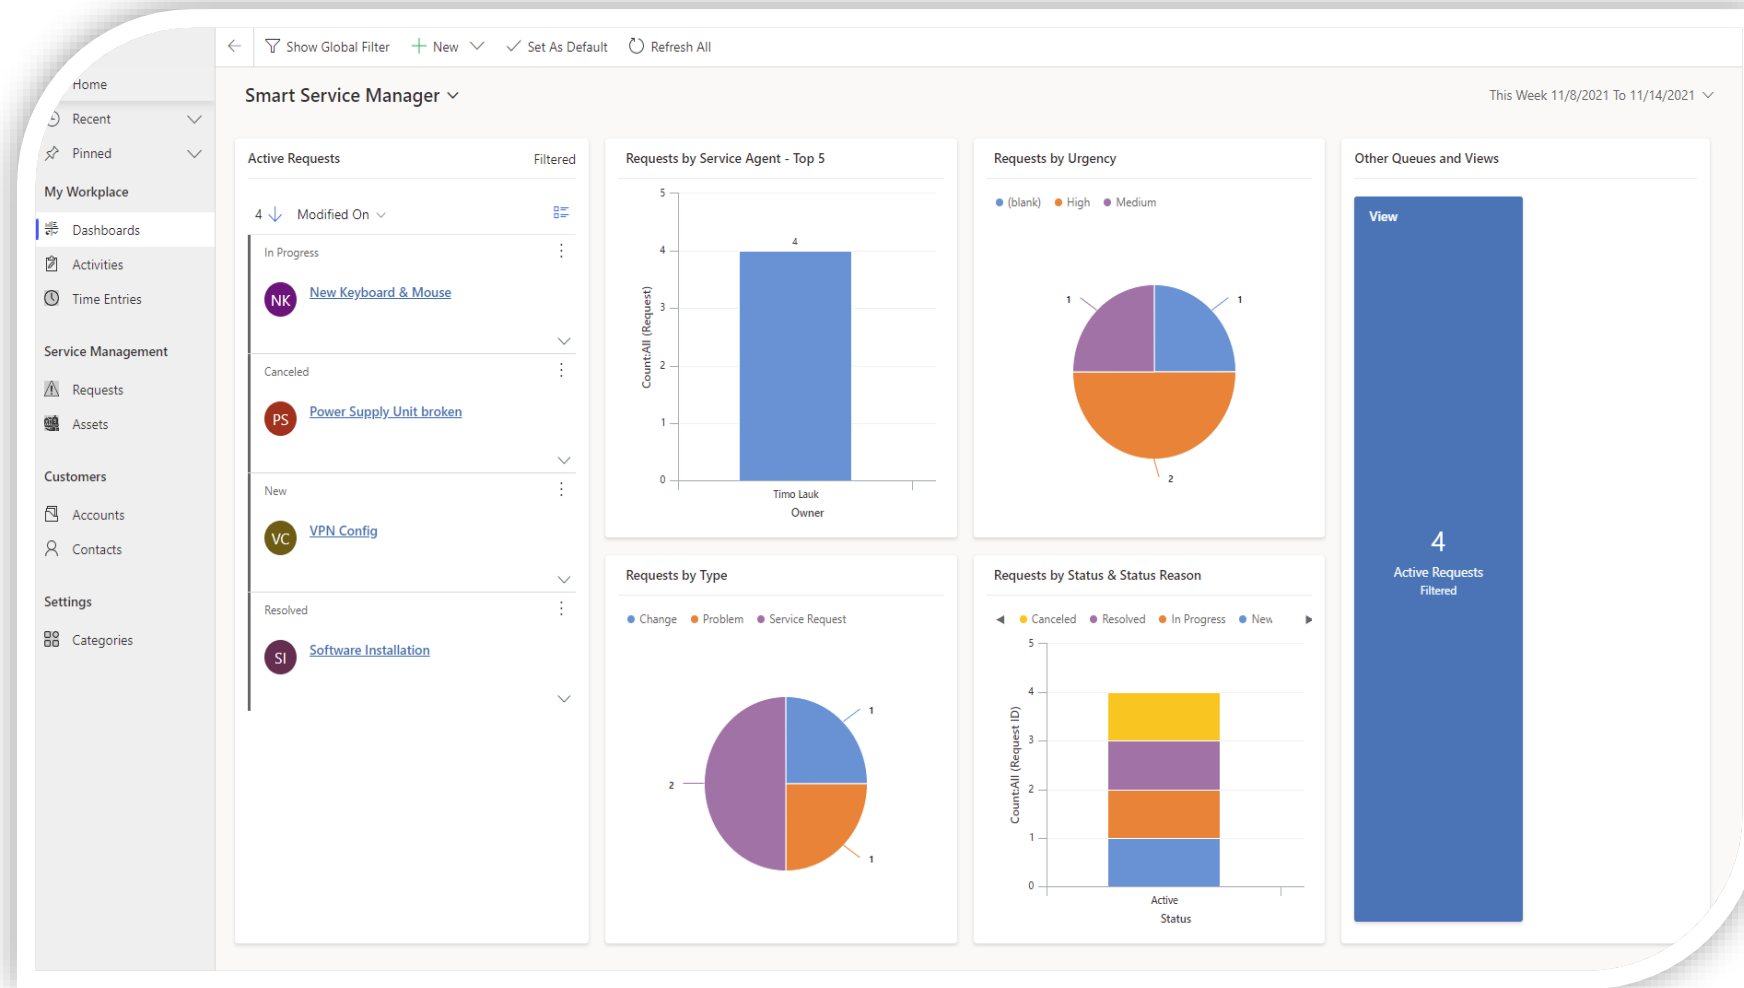 Show Global Filter
New
Set As Default
Refresh All
Home
Recent
Pinned
My Workplace
Dashboards
Activities
Time Entries
Service Management
Requests
Assets
Customers
Accounts
Contacts
Settings
Categories
Smart Service Manager
This Week 11/8/2021 To 11/14/2021
Active Requests
Filtered
4
Modified On
In Progress
NK
New Keyboard & Mouse
Canceled
PS
Power Supply Unit broken
New
VC
VPN Config
Resolved
SI
Software Installation
Requests by Service Agent - Top 5
5
4
3
2
1
0
Count:All (Request)
4
Timo Lauk
Owner
Requests by Urgency
(blank)
High
Medium
1
1
2
Requests by Type
Change
Problem
Service Request
1
2
1
Requests by Status & Status Reason
Canceled
Resolved
In Progress
New
5
4
3
2
1
0
Count:All (Request ID)
Active
Status
Other Queues and Views
View
4
Active Requests
Filtered